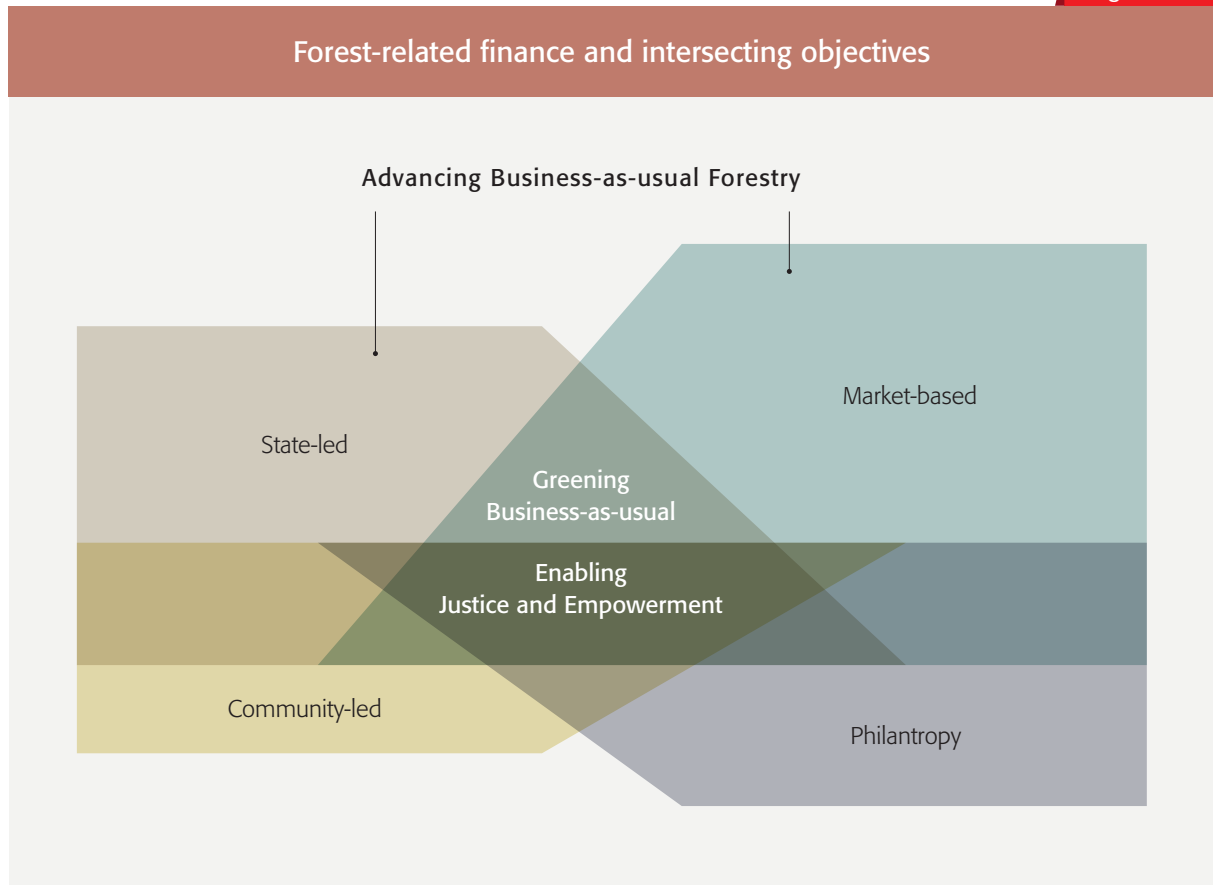 Forest-related finance and intersecting objectives
Advancing Business-as-usual Forestry
Market-based
State-led
Greening
Business-as-usual
Enabling
Justice and Empowerment
Community-led
Philantropy